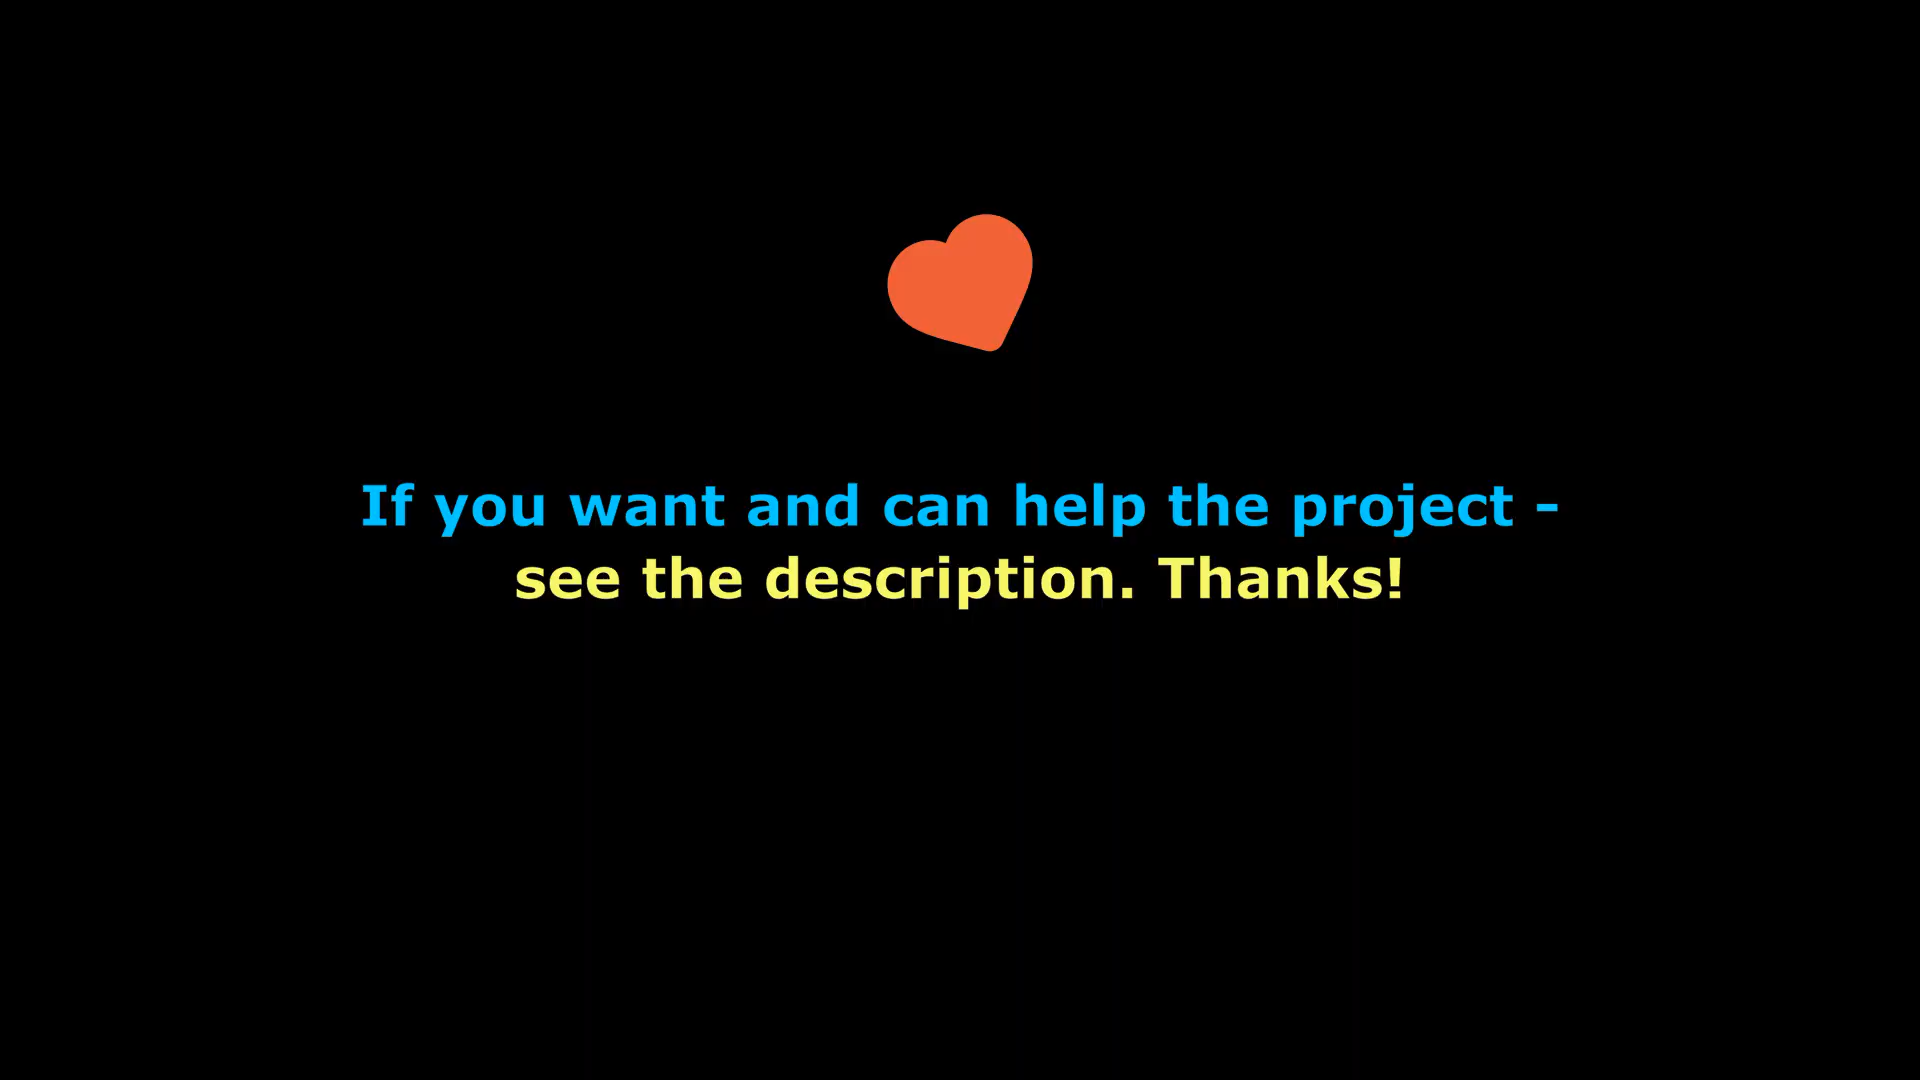 If you want and can help the project -
see the description. Thanks!